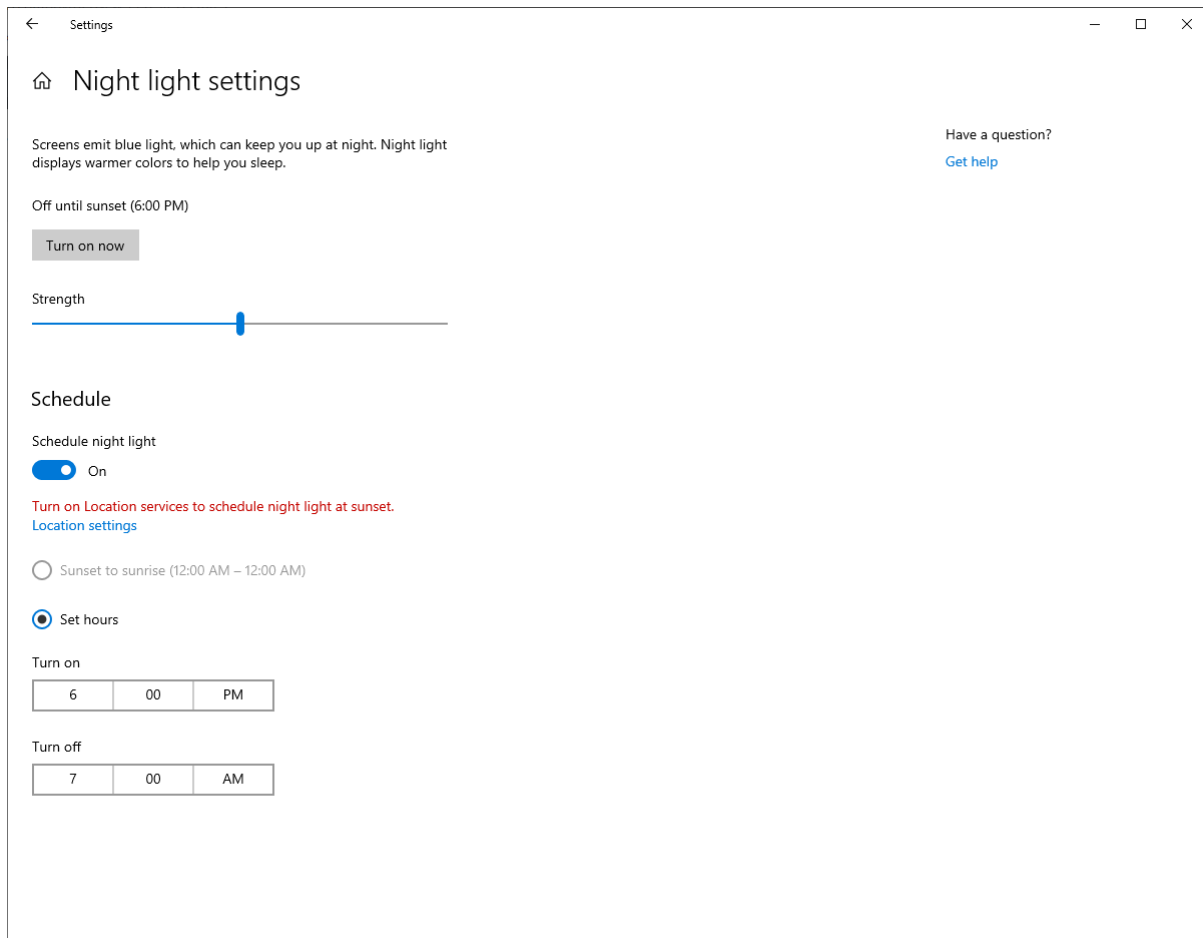 Settings
Night light settings
Screens emit blue light, which can keep you up at night. Night light
displays warmer colors to help you sleep.
Have a question?
Get help
Off until sunset (6:00 PM)
Turn on now
Strength
Schedule
Schedule night light
On
Turn on Location services to schedule night light at sunset.
Location settings
Sunset to sunrise (12:00 AM – 12:00 AM)
Set hours
Turn on
6 00 PM
Turn off
7 00 AM